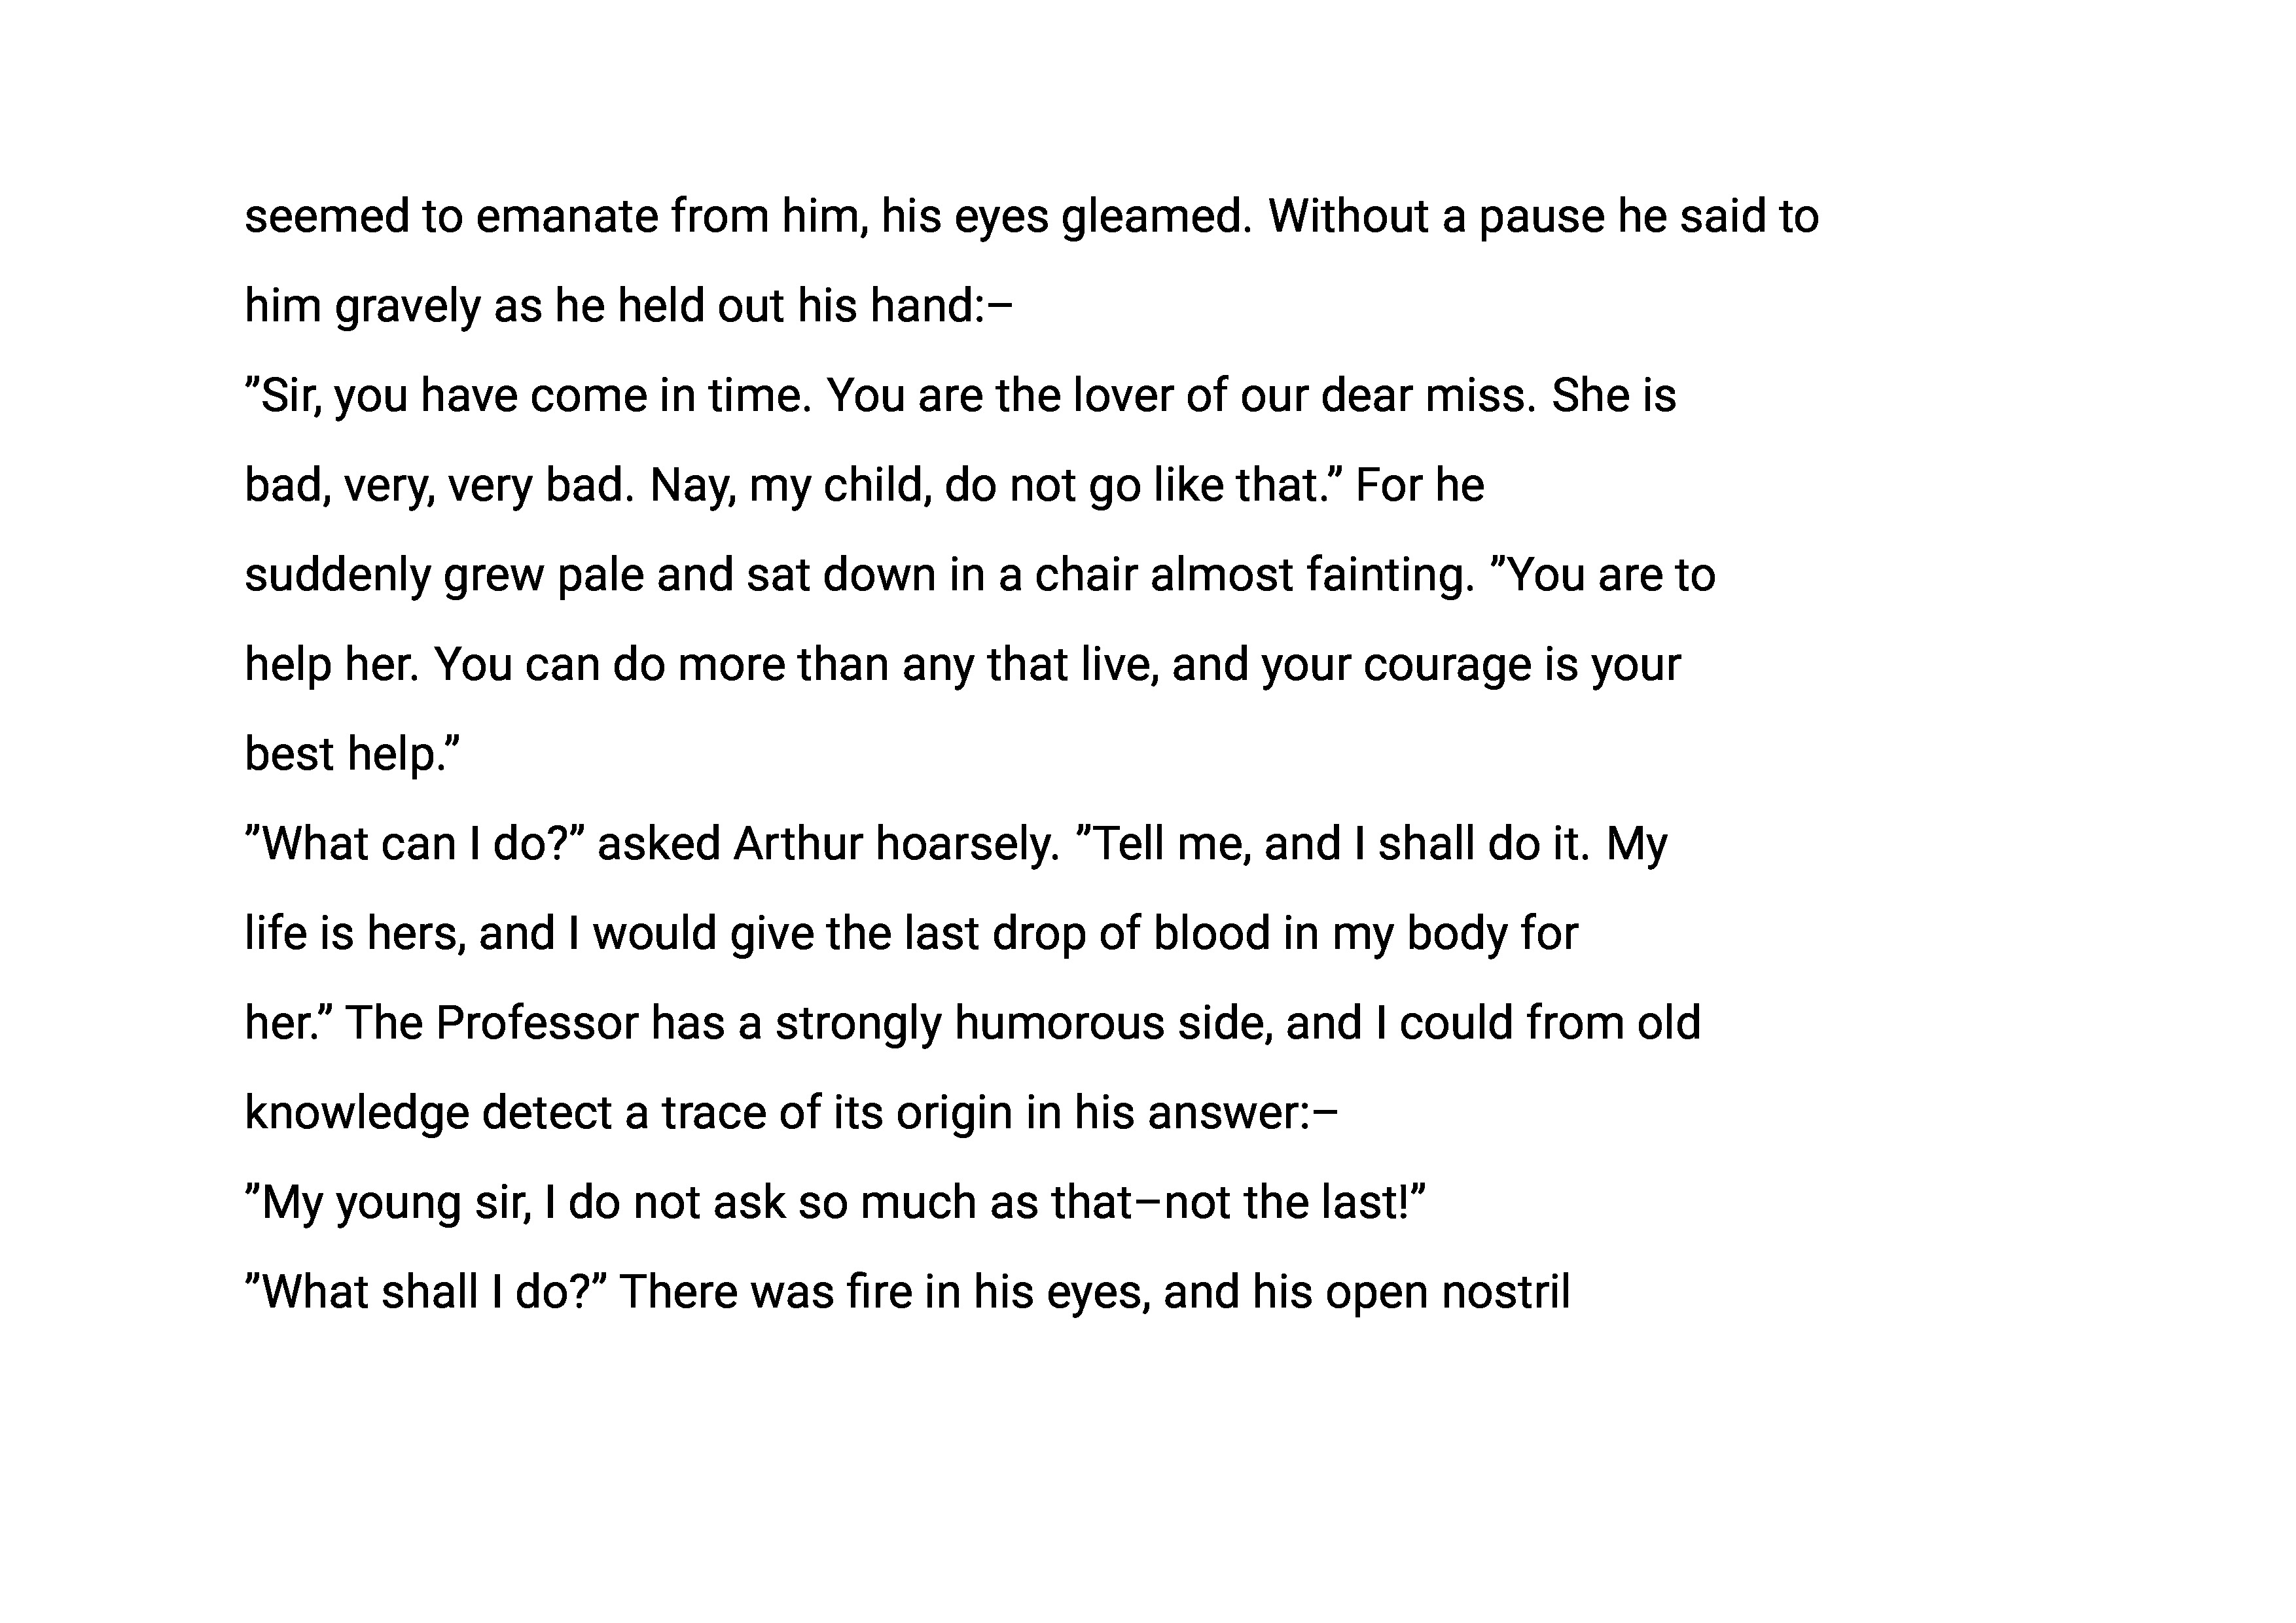 seemed to emanate from him, his eyes gleamed. Without a pause he said to
him gravely as he held out his hand:–
”Sir, you have come in time. You are the lover of our dear miss. She is
bad, very, very bad. Nay, my child, do not go like that.” For he
suddenly grew pale and sat down in a chair almost fainting. ”You are to
help her. You can do more than any that live, and your courage is your
best help.”
”What can I do?” asked Arthur hoarsely. ”Tell me, and I shall do it. My
life is hers, and I would give the last drop of blood in my body for
her.” The Professor has a strongly humorous side, and I could from old
knowledge detect a trace of its origin in his answer:–
”My young sir, I do not ask so much as that–not the last!”
”What shall I do?” There was fire in his eyes, and his open nostril